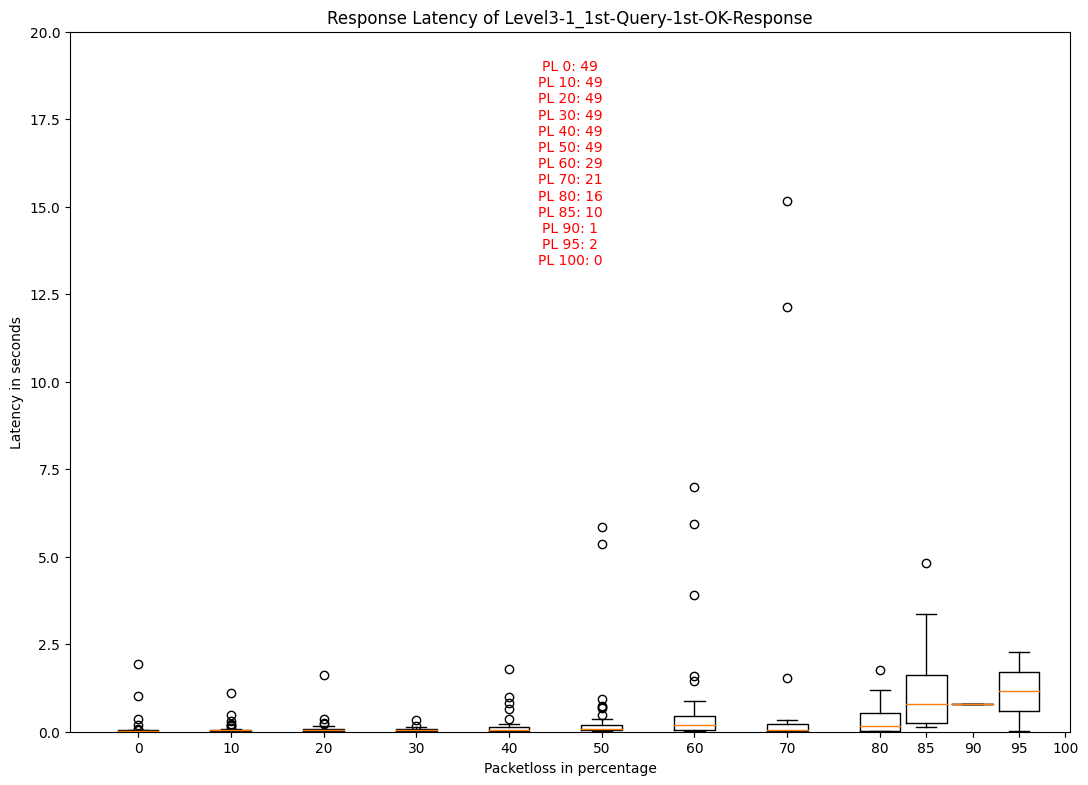 Response Latency of Level3-1_1st-Query-1st-OK-Response
20.0
17.5
15.0
12.5
10.0
7.5
5.0
2.5
0.0
Latency in seconds
PL 0: 49
PL 10: 49
PL 20: 49
PL 30: 49
PL 40: 49
PL 50: 49
PL 60: 29
PL 70: 21
PL 80: 16
PL 85: 10
PL 90: 1
PL 95: 2
PL 100: 0
0 10 20 30 40 50 60 70 80 85 90 95 100
Packetloss in percentage